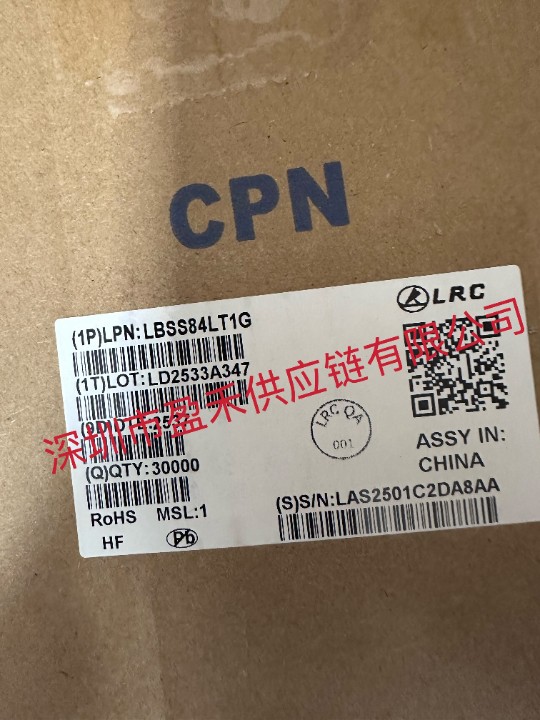 CPN
LRC
(1P)LPN:LBSS84LT1G
(1T)LOT:LD2533A347
深圳市盈禾供应链有限公司
LRC QA
001
(Q)QTY:30000
ASSY IN:
CHINA
RoHS MSL:1
(S)S/N:LAS2501C2DA8AA
HF Pb